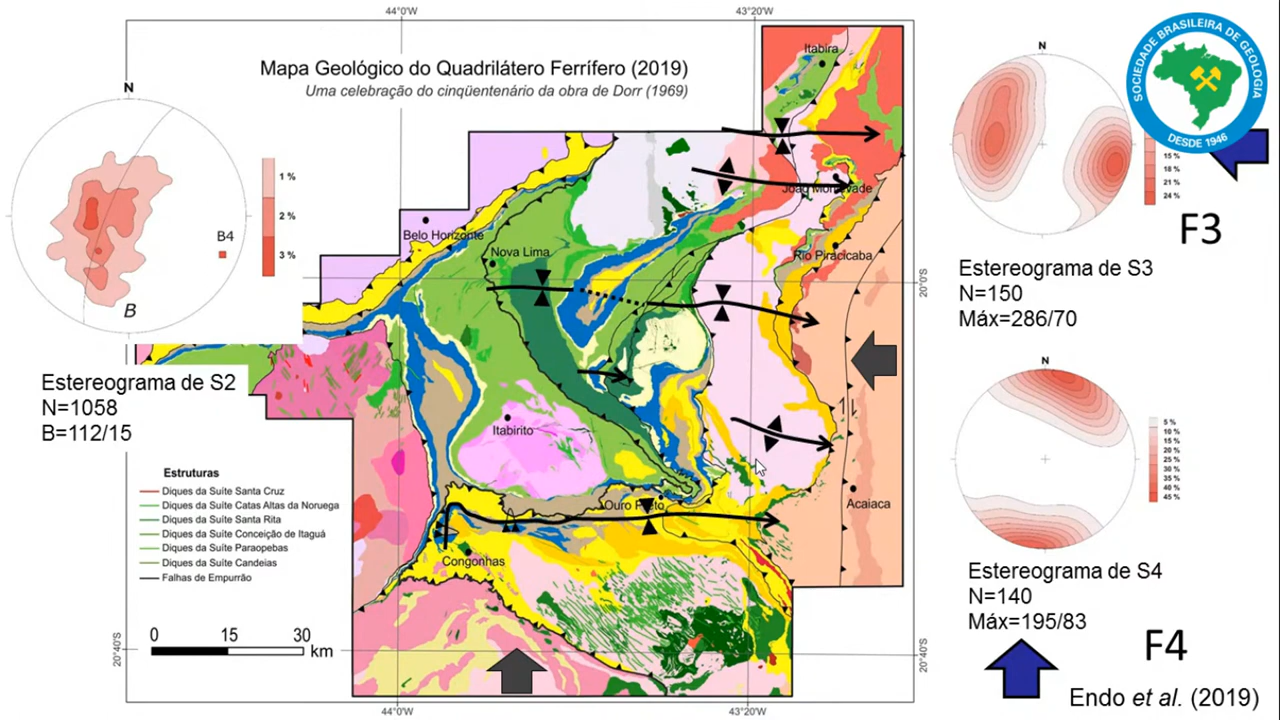 44°0'W
43°20'W
Mapa Geológico do Quadrilátero Ferrífero (2019)
Uma celebração do cinqüentenário da obra de Dorr (1969)
N
1 %
2 %
3 %
B4
B
Estereograma de S2
N=1058
B=112/15
Itabira
João Monlevade
Belo Horizonte
Nova Lima
Rio Piracicaba
20°0'S
Itabirito
Ouro Preto
Acaiaca
Congonhas
Estruturas
Diques da Suíte Santa Cruz
Diques da Suíte Catas Altas da Noruega
Diques da Suíte Santa Rita
Diques da Suíte Conceição de Itaguá
Diques da Suíte Paraopebas
Diques da Suíte Candeias
Falhas de Empurrão
0 15 30 km
20°40'S
20°40'S
44°0'W
43°20'W
SOCIEDADE BRASILEIRA DE GEOLOGIA
DESDE 1946
N
15 %
18 %
21 %
24 %
F3
Estereograma de S3
N=150
Máx=286/70
N
5 %
10 %
15 %
20 %
25 %
30 %
35 %
40 %
45 %
Estereograma de S4
N=140
Máx=195/83
F4
Endo et al. (2019)